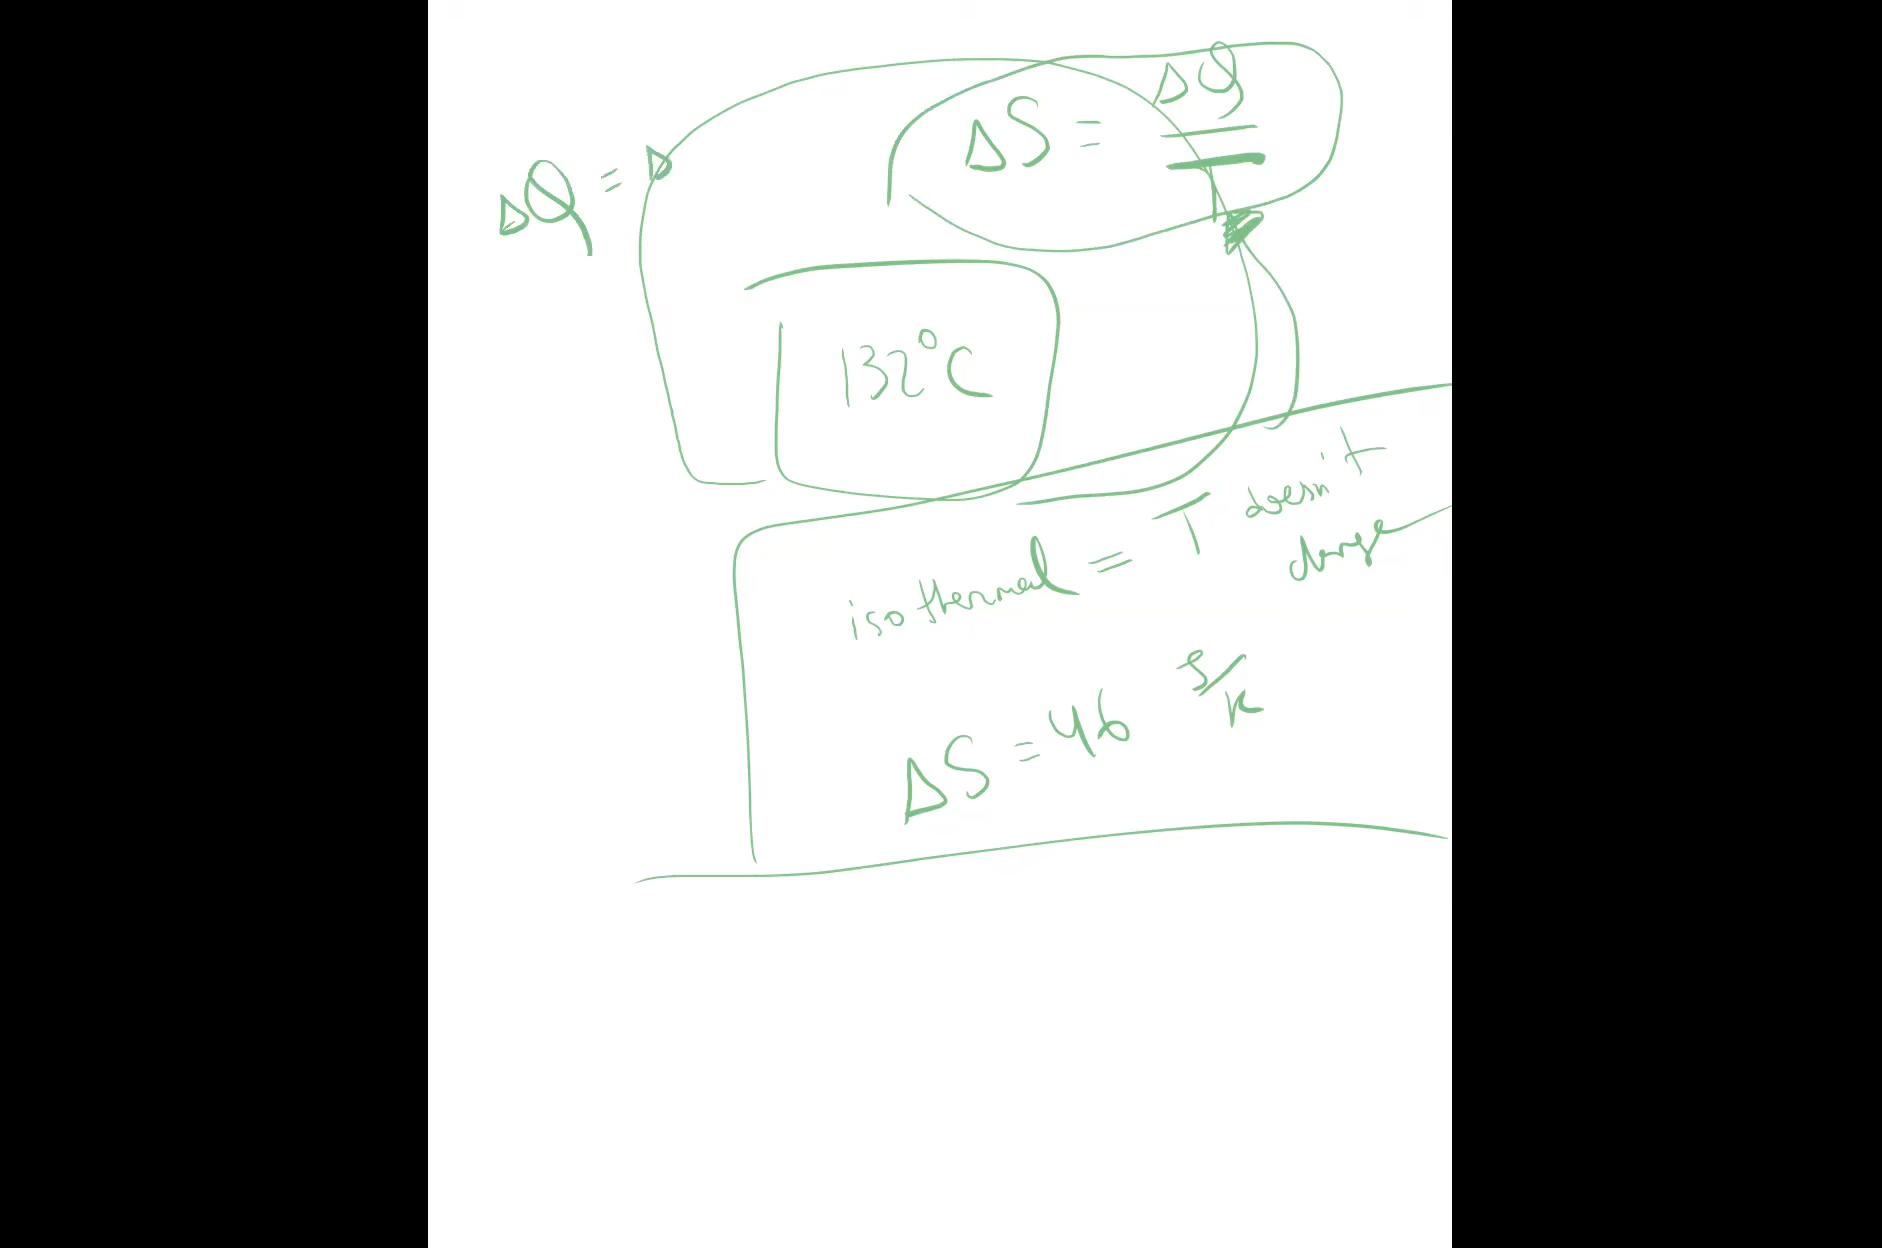 ΔS = ΔQ / T
ΔQ = Δ
132°C
isothermal = T doesn't change
ΔS = 46 J/K